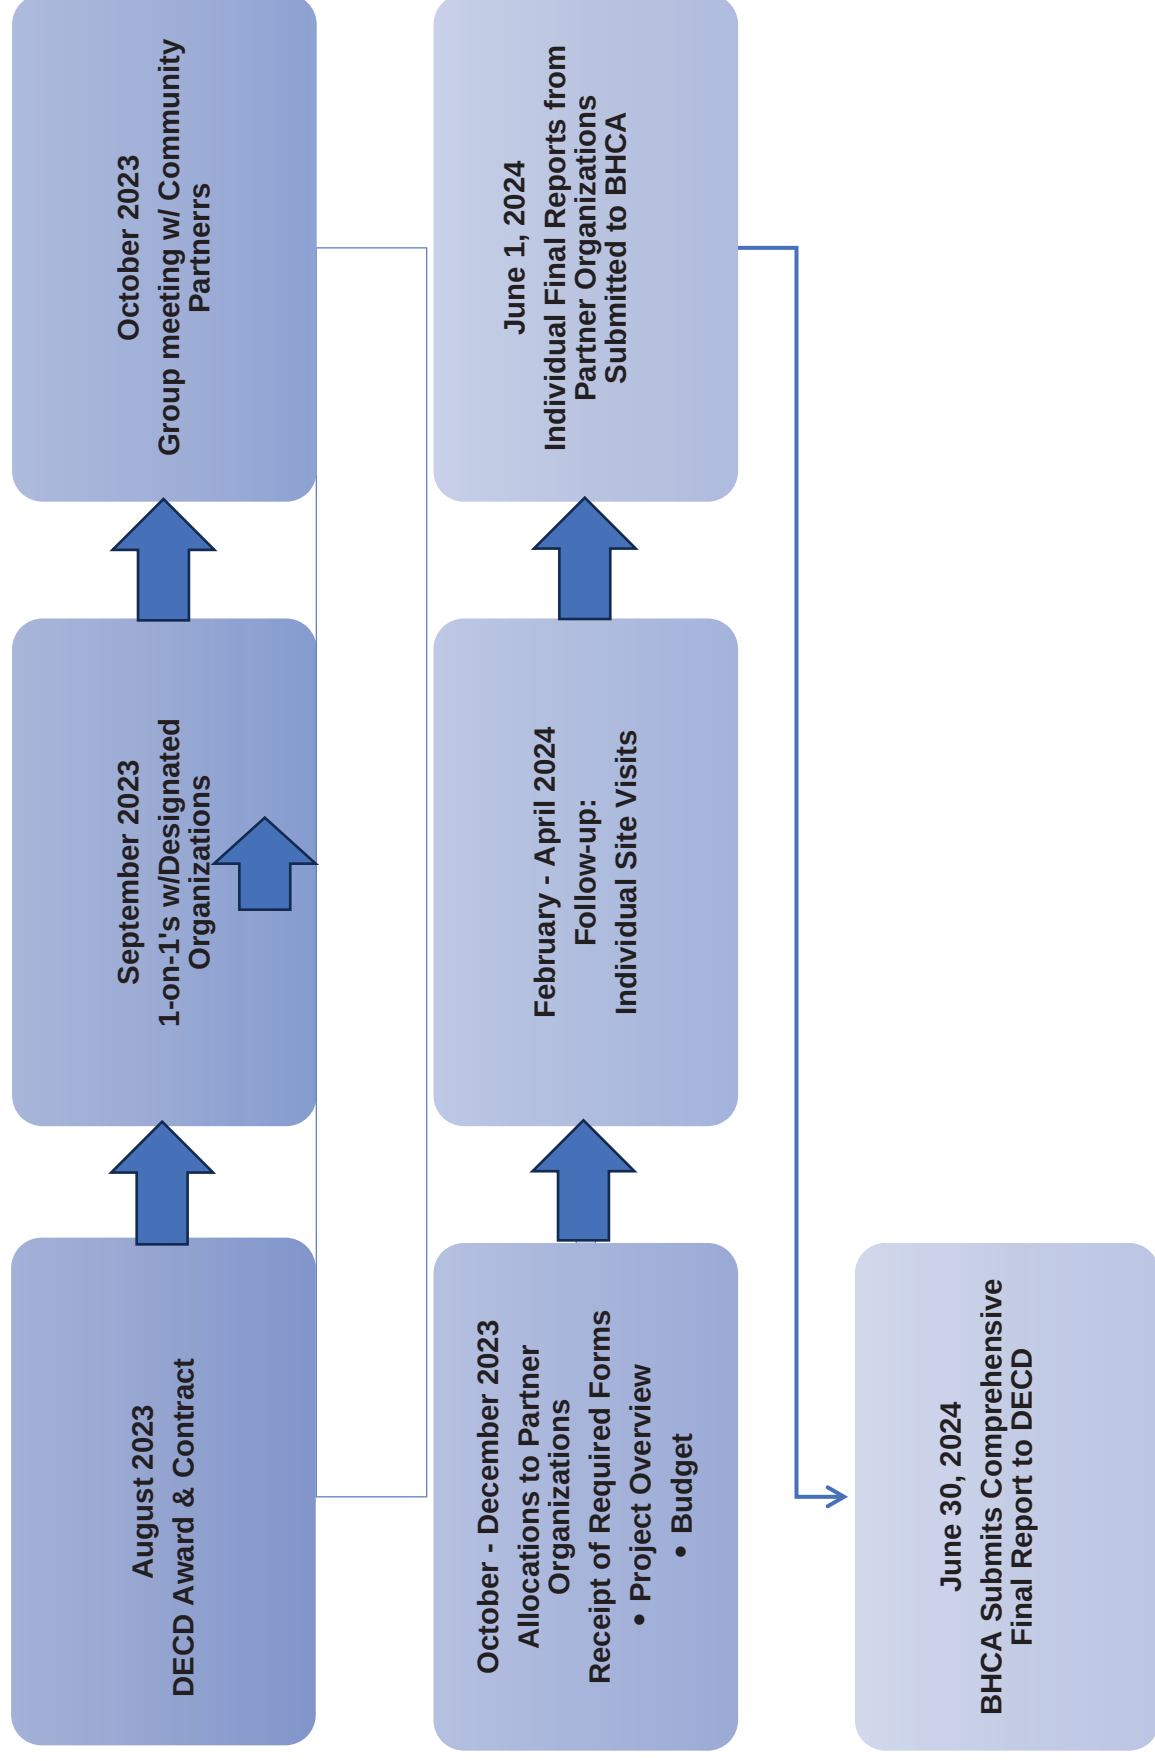 August 2023
DECD Award & Contract
September 2023
1-on-1's w/Designated
Organizations
October 2023
Group meeting w/ Community
Partnerrs
October - December 2023
Allocations to Partner
Organizations
Receipt of Required Forms
• Project Overview
• Budget
February - April 2024
Follow-up:
Individual Site Visits
June 1, 2024
Individual Final Reports from
Partner Organizations
Submitted to BHCA
June 30, 2024
BHCA Submits Comprehensive
Final Report to DECD